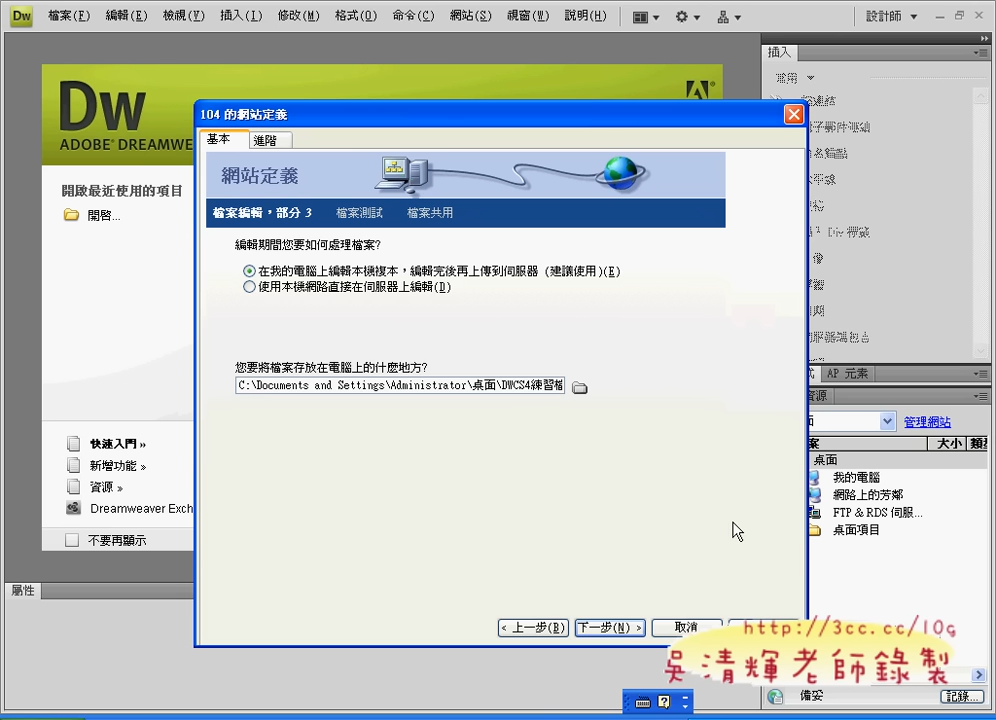 Dw 檔案(F) 編輯(E) 檢視(V) 插入(I) 修改(M) 格式(O) 命令(C) 網站(S) 視窗(W) 說明(H) 設計師
插入
常用
Dw
ADOBE® DREAMWE
104 的網站定義
基本 進階
網站定義
檔案編輯，部分 3 檔案測試 檔案共用
編輯期間您要如何處理檔案?
在我的電腦上編輯本機複本，編輯完後再上傳到伺服器 (建議使用)(E)
使用本機網路直接在伺服器上編輯(D)
您要將檔案存放在電腦上的什麼地方?
C:\Documents and Settings\Administrator\桌面\DWCS4練習檔
< 上一步(B) 下一步(N) > 取消
開啟最近使用的項目
開啟...
快速入門 »
新增功能 »
資源 »
Dreamweaver Exch
不要再顯示
屬性
AP 元素
資源
面 管理網站
案 大小 類型
桌面
我的電腦
網路上的芳鄰
FTP & RDS 伺服...
桌面項目
http://3cc.cc/10g
吳清輝老師錄製
備妥 記錄...